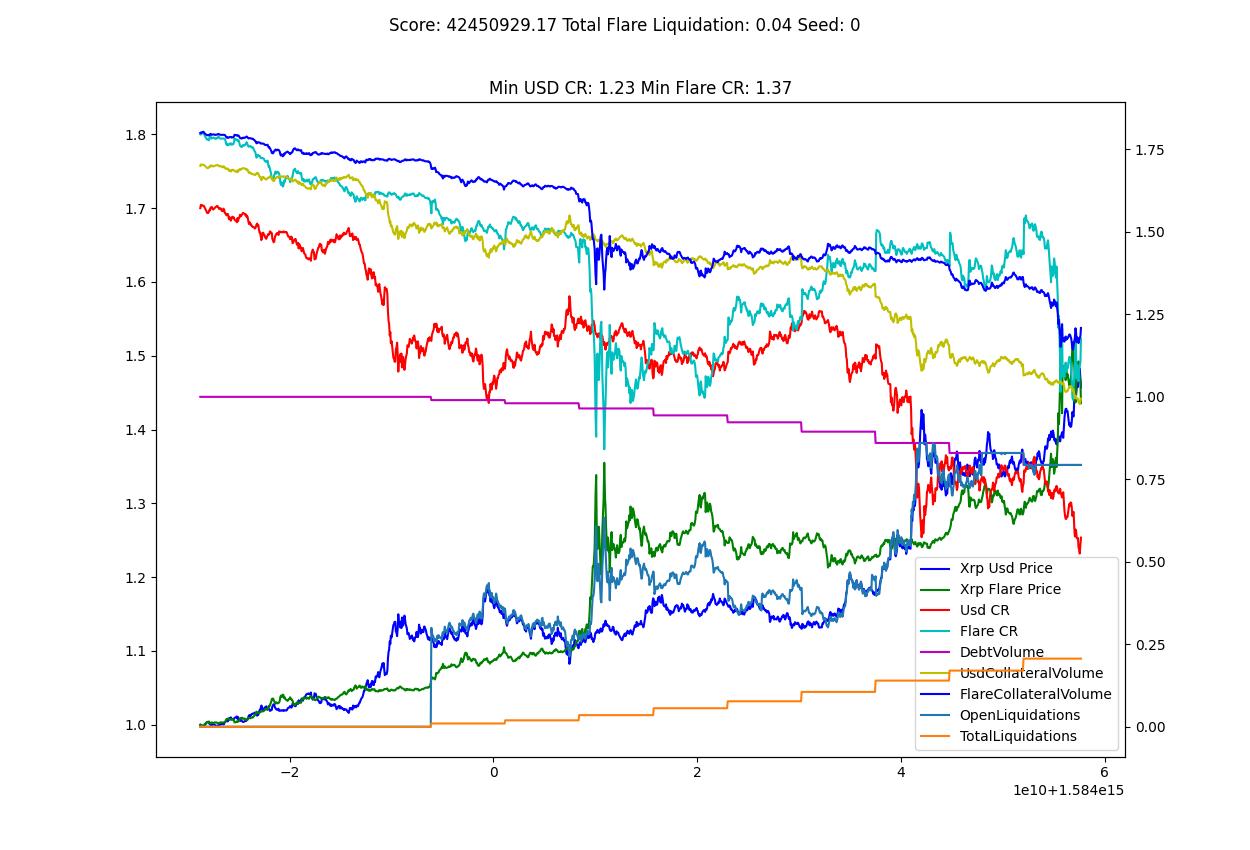 Score: 42450929.17 Total Flare Liquidation: 0.04 Seed: 0
Min USD CR: 1.23 Min Flare CR: 1.37
1.8
1.7
1.6
1.5
1.4
1.3
1.2
1.1
1.0
1.75
1.50
1.25
1.00
0.75
0.50
0.25
0.00
Xrp Usd Price
Xrp Flare Price
Usd CR
Flare CR
DebtVolume
UsdCollateralVolume
FlareCollateralVolume
OpenLiquidations
TotalLiquidations
−2 0 2 4 6
1e10+1.584e15